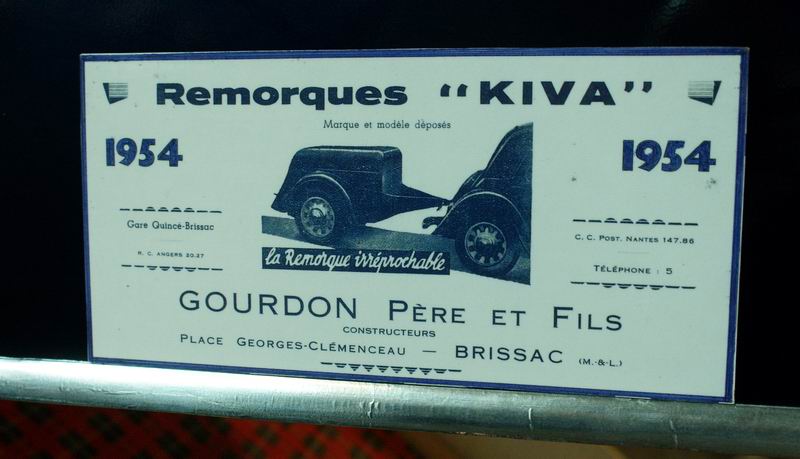 Remorques "KIVA"
Marque et modèle déposés
1954
1954
Gare Quincé-Brissac
R. C. ANGERS 20.27
C. C. POST. NANTES 147.86
TÉLÉPHONE : 5
la Remorque irréprochable
GOURDON PÈRE ET FILS
CONSTRUCTEURS
PLACE GEORGES-CLÉMENCEAU — BRISSAC (M.-&-L.)